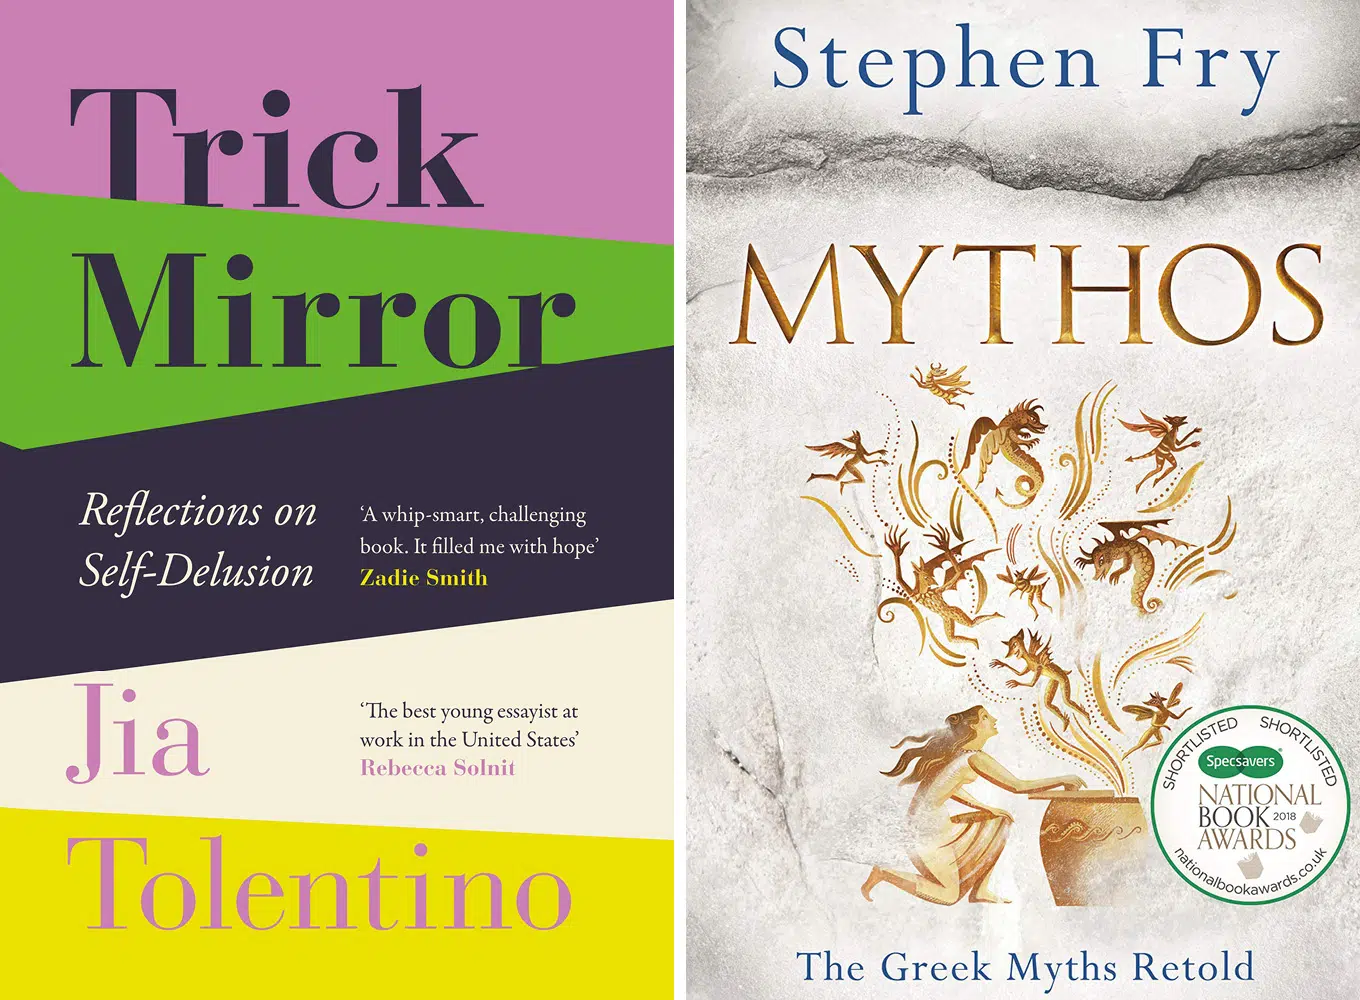 Trick
Mirror
Reflections on
Self-Delusion
‘A whip-smart, challenging
book. It filled me with hope’
Zadie Smith
Jia
‘The best young essayist at
work in the United States’
Rebecca Solnit
Tolentino
Stephen Fry
MYTHOS
SHORTLISTED SHORTLISTED
Specsavers
NATIONAL
BOOK 2018
AWARDS
nationalbookawards.co.uk
The Greek Myths Retold